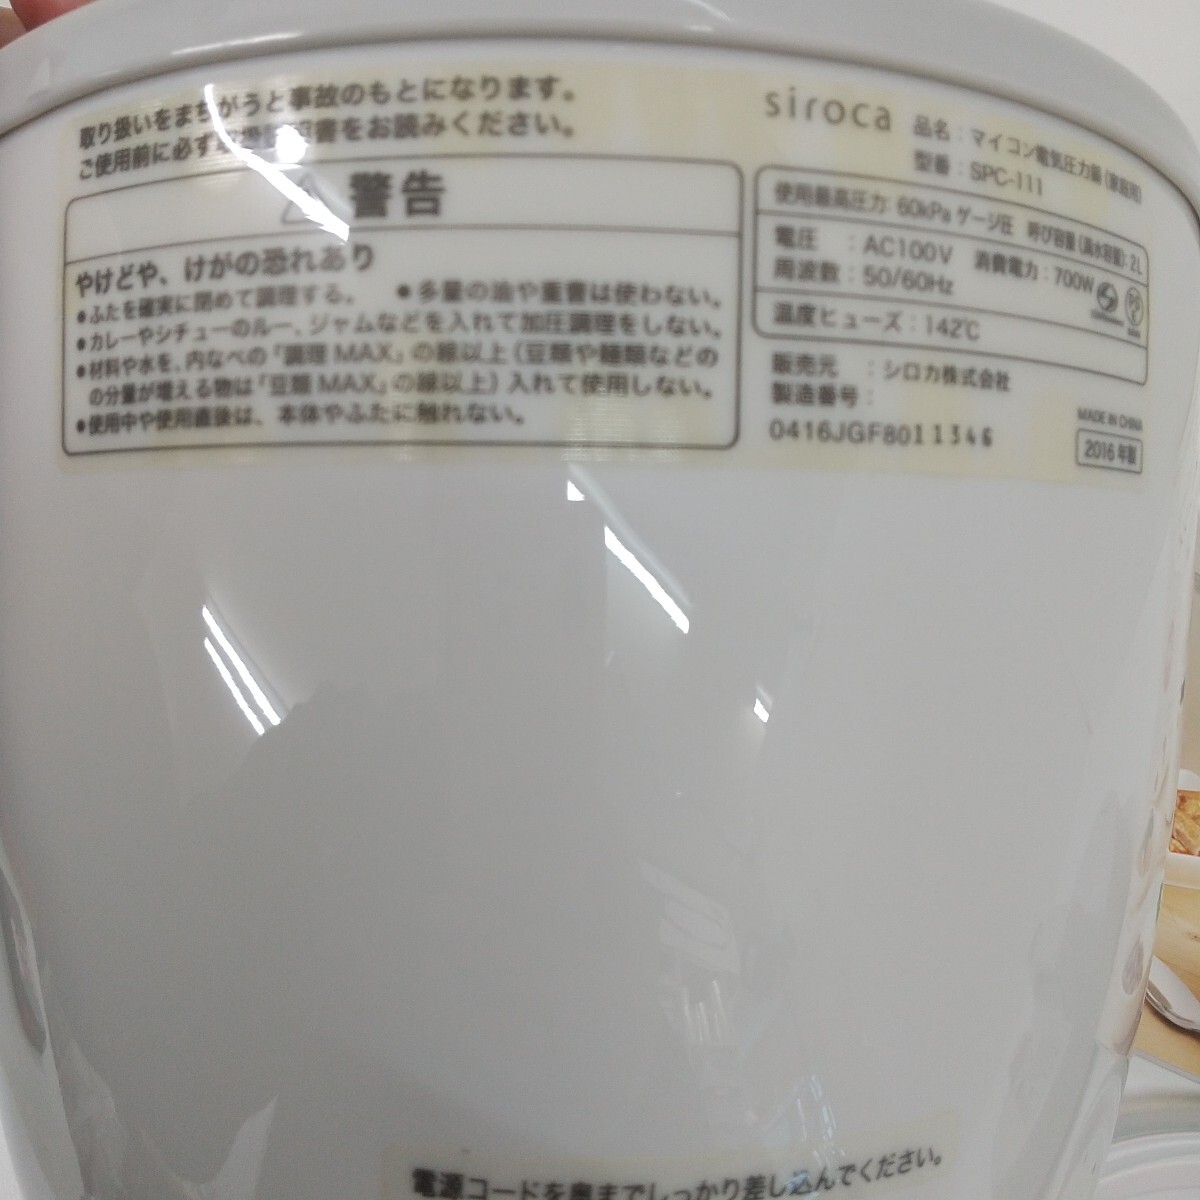 取り扱いをまちがうと事故のもとになります。
ご使用前に必ず取扱説明書をお読みください。
警告
やけどや、けがの恐れあり
●ふたを確実に閉めて調理する。 ●多量の油や重曹は使わない。
●カレーやシチューのルー、ジャムなどを入れて加圧調理をしない。
●材料や水を、内なべの「調理 MAX」の線以上（豆類や麺類などの
の分量が増える物は「豆類 MAX」の線以上）入れて使用しない。
●使用中や使用直後は、本体やふたに触れない。
siroca
品名：マイコン電気圧力鍋（家庭用）
型番：SPC-111
使用最高圧力：60kPa ゲージ圧 呼び容量（満水容量）：2L
電圧 ：AC100V 消費電力：700W
周波数：50/60Hz
温度ヒューズ：142℃
販売元 ：シロカ株式会社
製造番号：
0416JGF8011346
MADE IN CHINA
2016年製
電源コードを奥までしっかり差し込んでください。